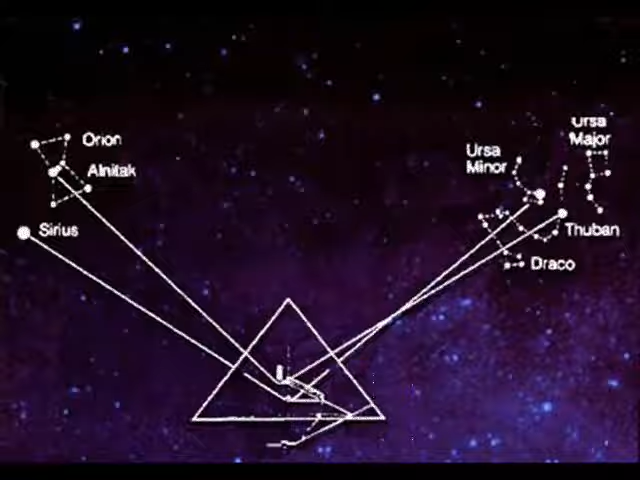 Orion
Alnitak
Sirius
Ursa
Minor
Ursa
Major
Thuban
Draco